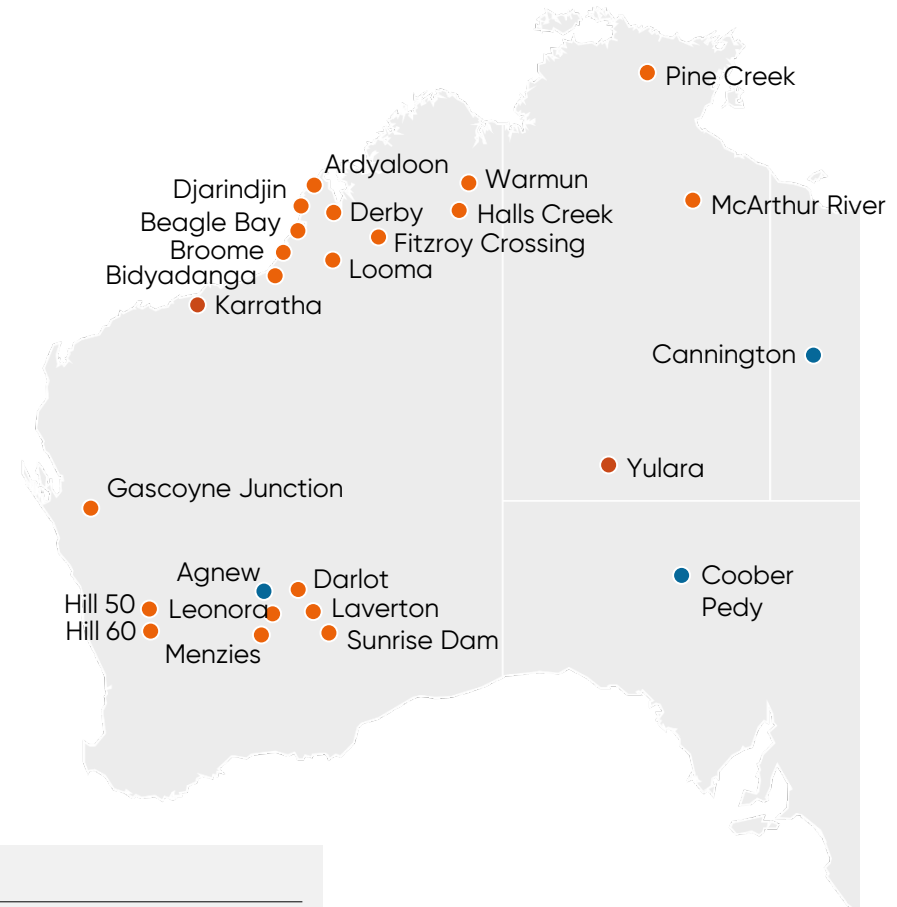 Pine Creek
Ardyaloon
Warmun
Djarindjin
McArthur River
Derby
Halls Creek
Beagle Bay
Fitzroy Crossing
Broome
Looma
Bidyadanga
Karratha
Cannington
Yulara
Gascoyne Junction
Agnew
Darlot
Coober
Pedy
Hill 50
Leonora
Laverton
Hill 60
Sunrise Dam
Menzies